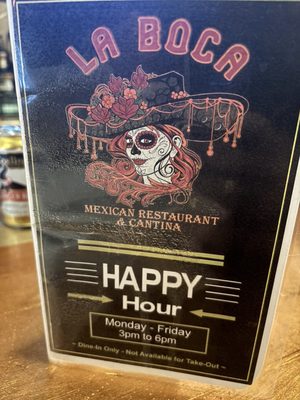 LA BOCA
MEXICAN RESTAURANT
& CANTINA
HAPPY
Hour
Monday - Friday
3pm to 6pm
~ Dine-In Only - Not Available for Take-Out ~